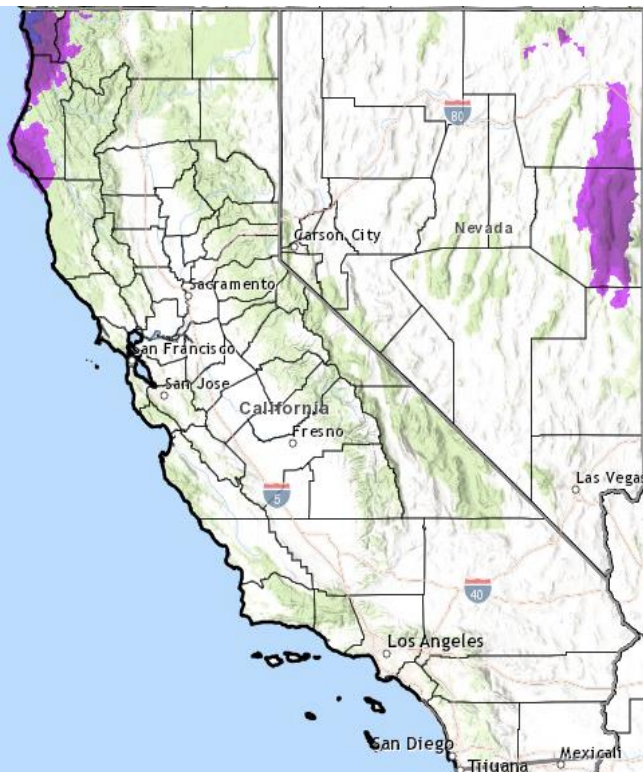 80
Nevada
Carson City
Sacramento
San Francisco
San Jose
California
Fresno
Las Vegas
5
40
Los Angeles
San Diego
Tijuana
Mexicali